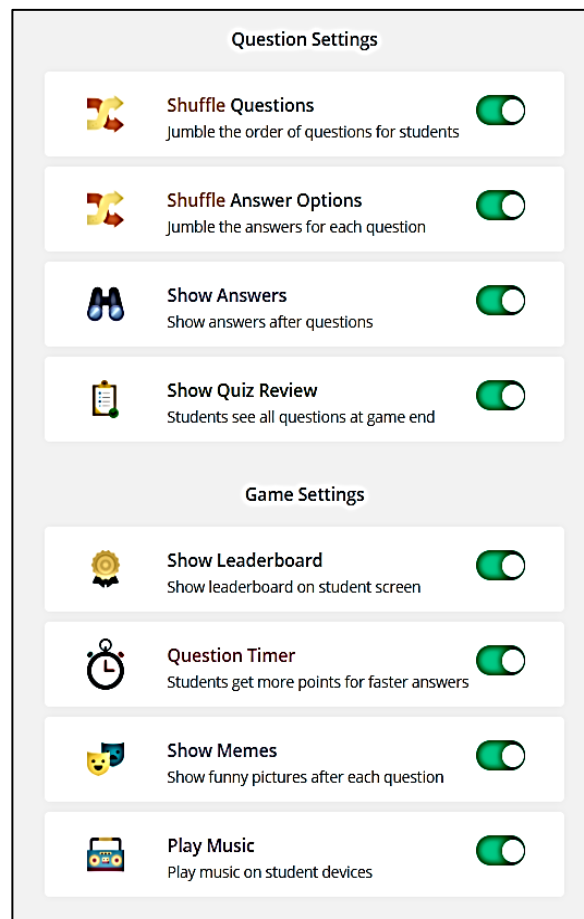 Question Settings
Shuffle Questions
Jumble the order of questions for students
Shuffle Answer Options
Jumble the answers for each question
Show Answers
Show answers after questions
Show Quiz Review
Students see all questions at game end
Game Settings
Show Leaderboard
Show leaderboard on student screen
Question Timer
Students get more points for faster answers
Show Memes
Show funny pictures after each question
Play Music
Play music on student devices